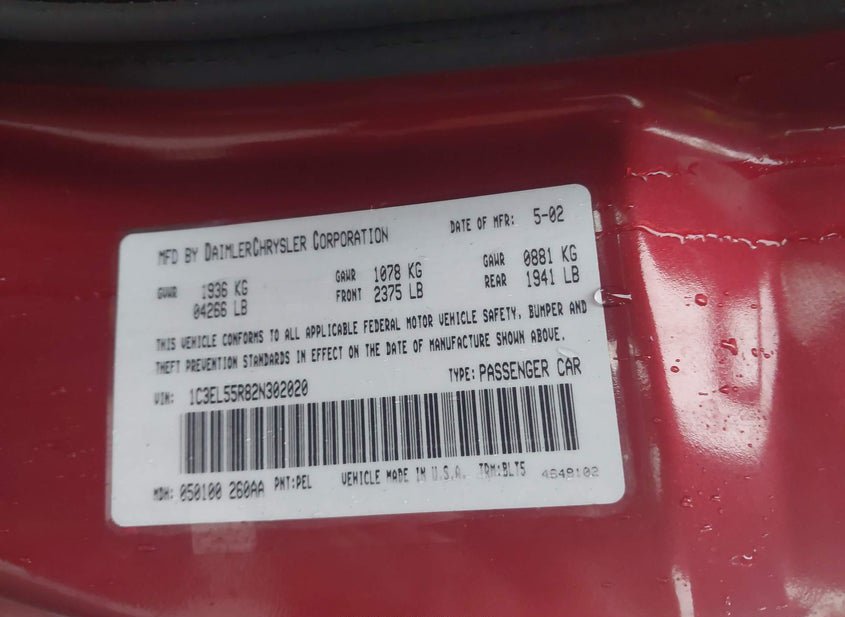 MFD BY DAIMLERCHRYSLER CORPORATION DATE OF MFR: 5-02
GVWR 1936 KG GAWR 1078 KG GAWR 0881 KG
04266 LB FRONT 2375 LB REAR 1941 LB
THIS VEHICLE CONFORMS TO ALL APPLICABLE FEDERAL MOTOR VEHICLE SAFETY, BUMPER AND
THEFT PREVENTION STANDARDS IN EFFECT ON THE DATE OF MANUFACTURE SHOWN ABOVE.
VIN: 1C3EL55R82N302020 TYPE: PASSENGER CAR
MDH: 050100 260AA PNT:PEL VEHICLE MADE IN U.S.A. TRM:BLT5 4649102